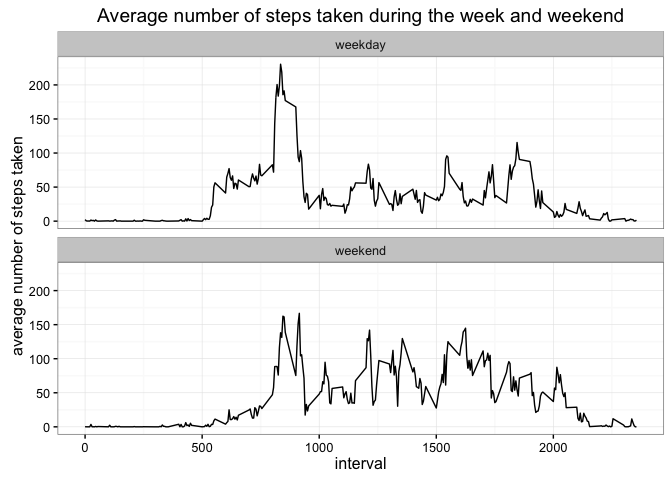 Average number of steps taken during the week and weekend
weekday
200
150
100
50
0
weekend
200
150
100
50
0
average number of steps taken
0 500 1000 1500 2000
interval